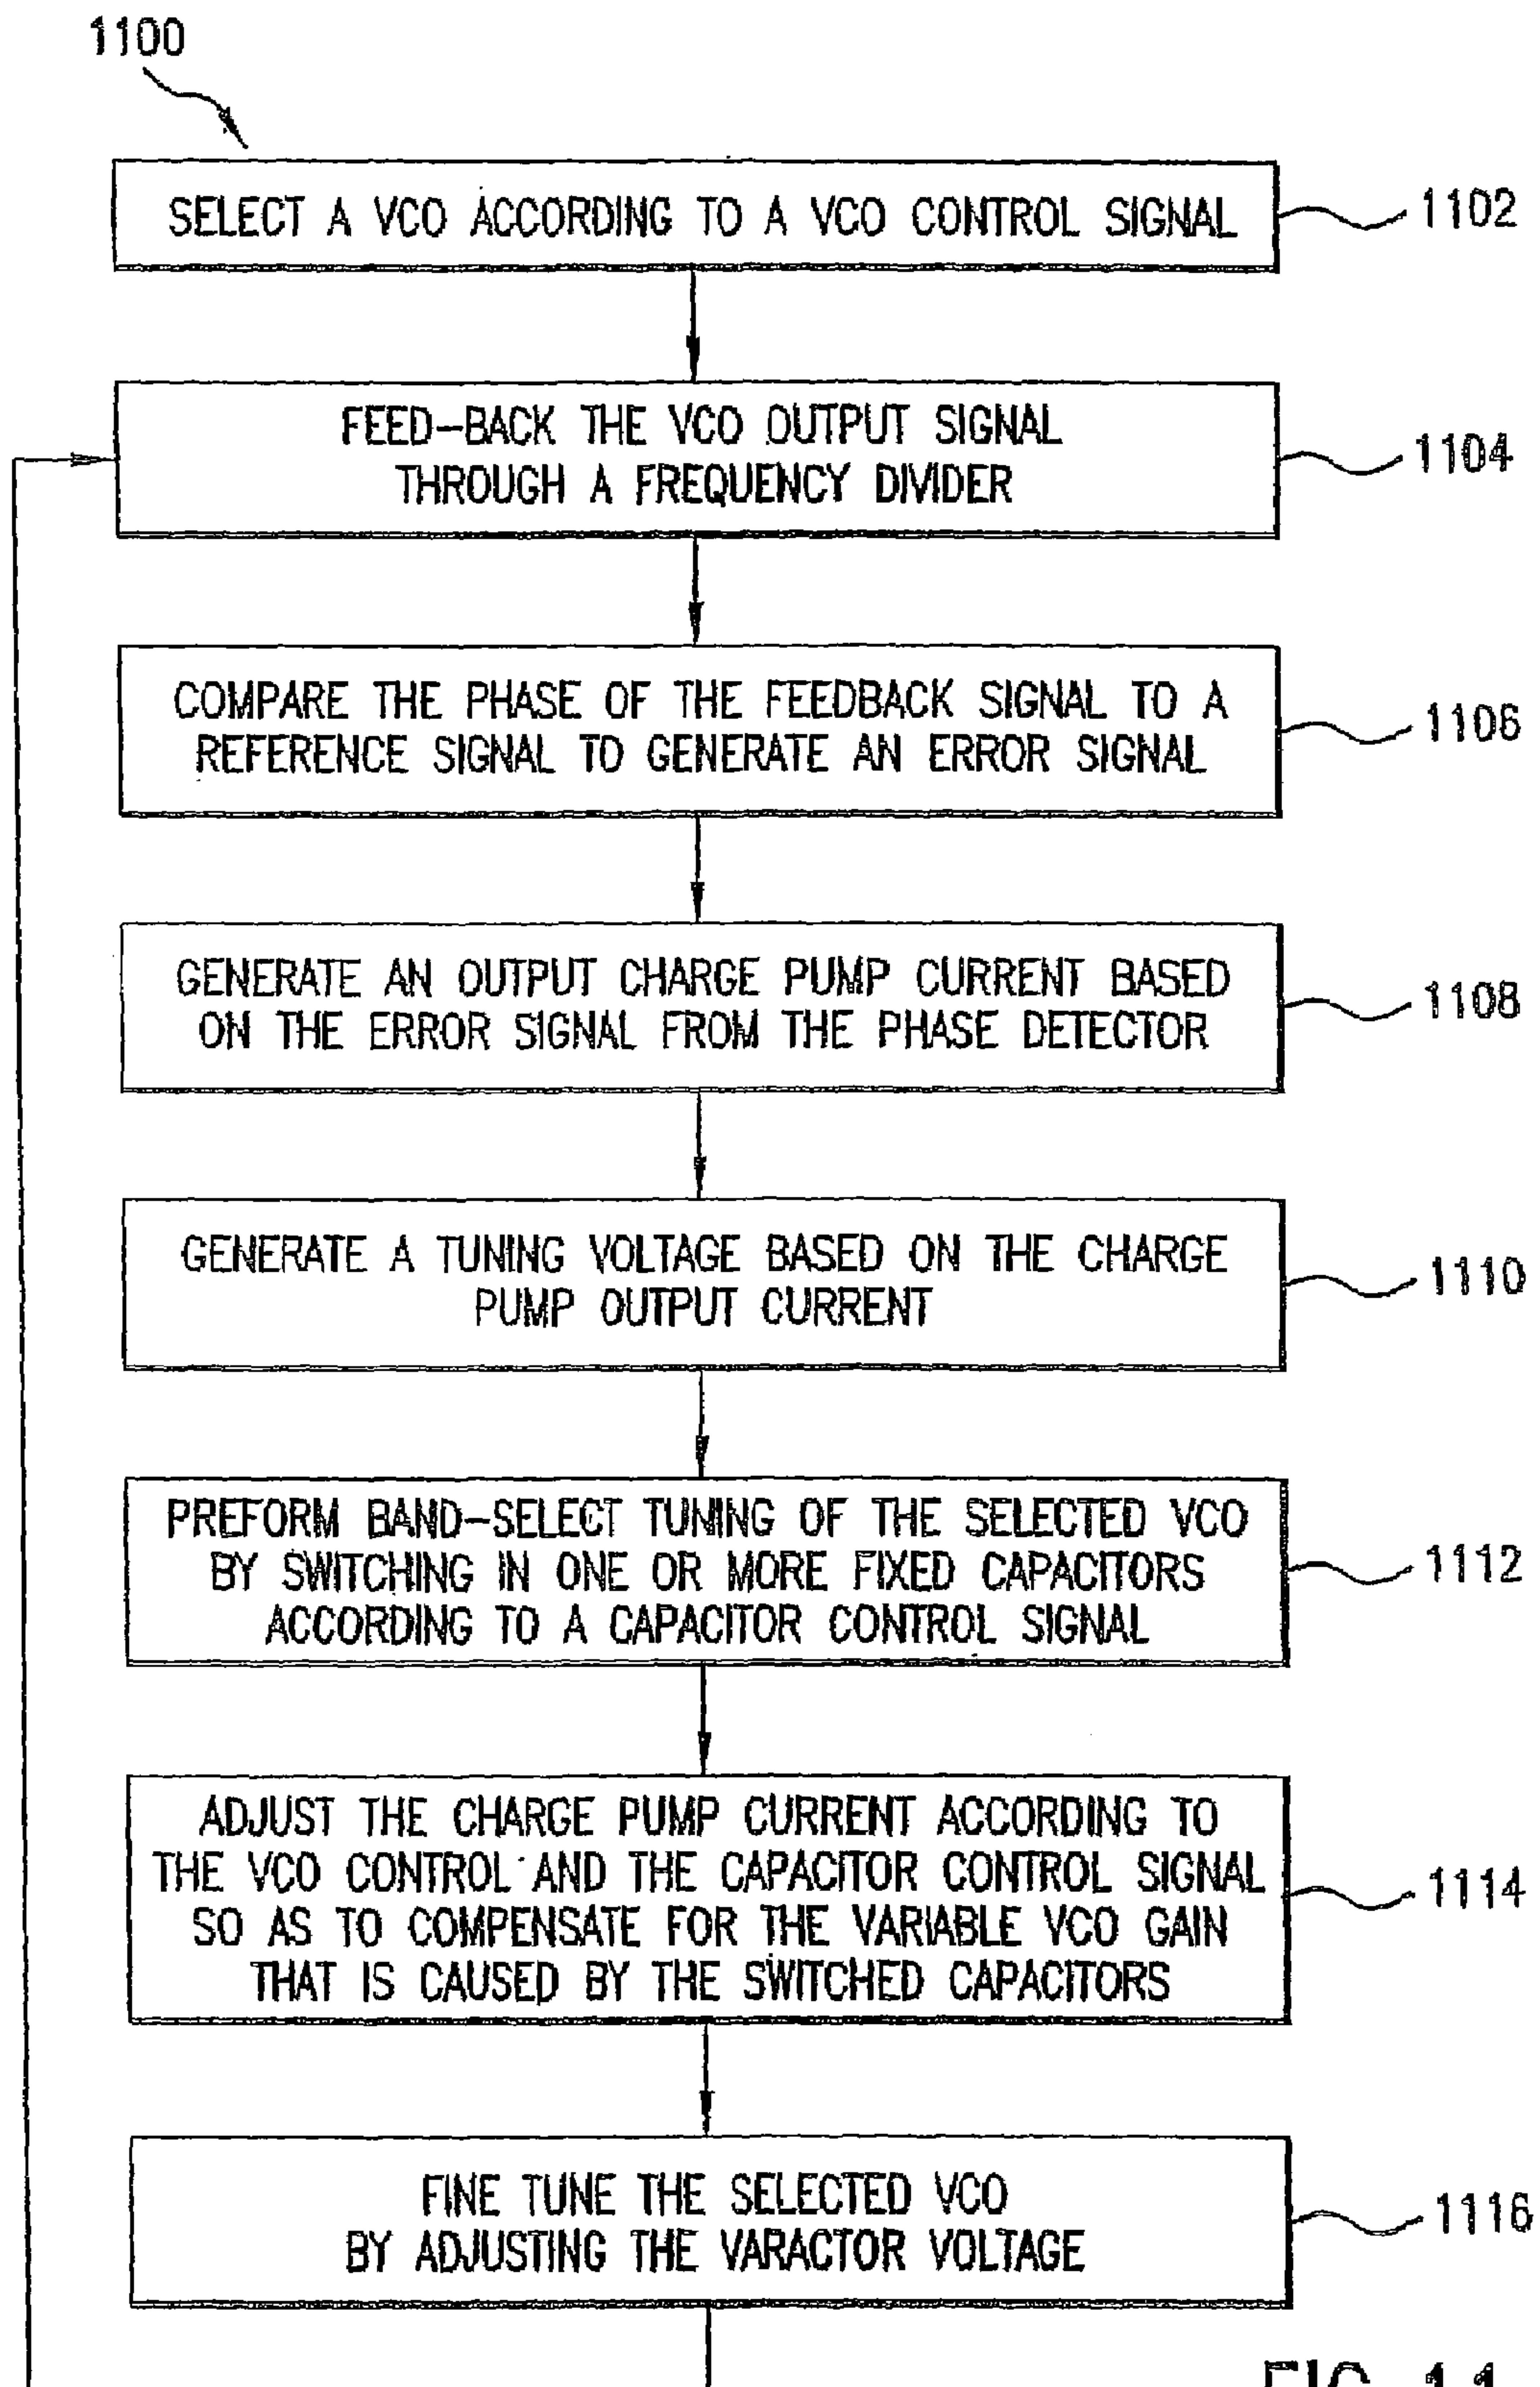 1100
SELECT A VCO ACCORDING TO A VCO CONTROL SIGNAL
1102
FEED-BACK THE VCO OUTPUT SIGNAL
THROUGH A FREQUENCY DIVIDER
1104
COMPARE THE PHASE OF THE FEEDBACK SIGNAL TO A
REFERENCE SIGNAL TO GENERATE AN ERROR SIGNAL
1106
GENERATE AN OUTPUT CHARGE PUMP CURRENT BASED
ON THE ERROR SIGNAL FROM THE PHASE DETECTOR
1108
GENERATE A TUNING VOLTAGE BASED ON THE CHARGE
PUMP OUTPUT CURRENT
1110
PREFORM BAND-SELECT TUNING OF THE SELECTED VCO
BY SWITCHING IN ONE OR MORE FIXED CAPACITORS
ACCORDING TO A CAPACITOR CONTROL SIGNAL
1112
ADJUST THE CHARGE PUMP CURRENT ACCORDING TO
THE VCO CONTROL AND THE CAPACITOR CONTROL SIGNAL
SO AS TO COMPENSATE FOR THE VARIABLE VCO GAIN
THAT IS CAUSED BY THE SWITCHED CAPACITORS
1114
FINE TUNE THE SELECTED VCO
BY ADJUSTING THE VARACTOR VOLTAGE
1116
FIG. 11